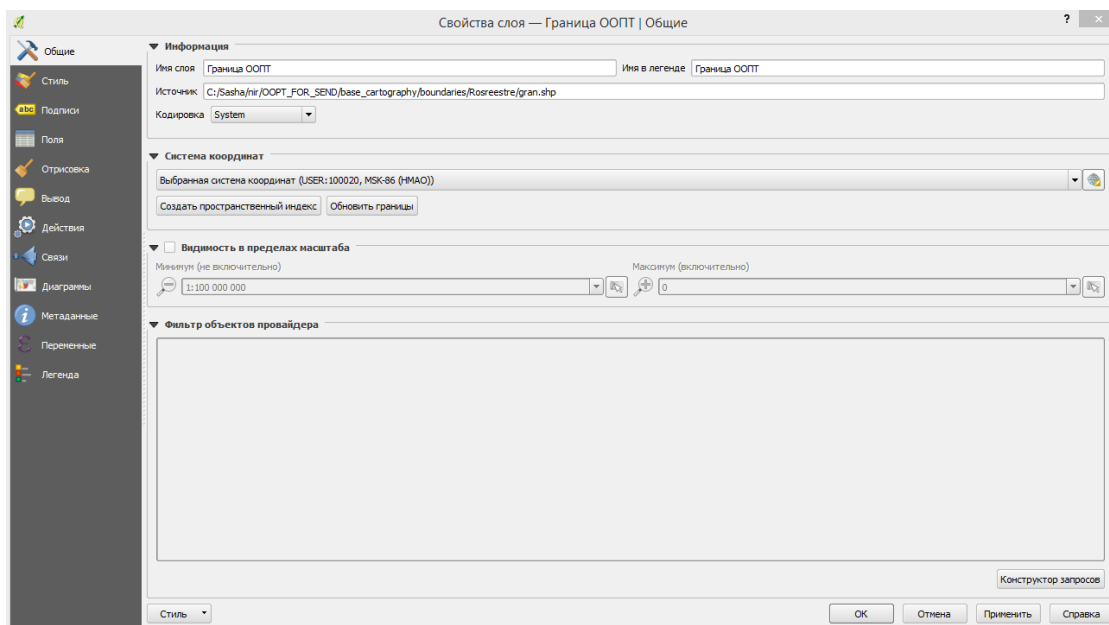 Свойства слоя — Граница ООПТ | Общие
?
Общие
Стиль
abc Подписи
Поля
Отрисовка
Вывод
Действия
Связи
Диаграммы
Метаданные
Переменные
Легенда
Информация
Имя слоя Граница ООПТ Имя в легенде Граница ООПТ
Источник C:/Sasha/nir/OOPT_FOR_SEND/base_cartography/boundaries/Rosreestre/gran.shp
Кодировка System
Система координат
Выбранная система координат (USER:100020, MSK-86 (HMAO))
Создать пространственный индекс Обновить границы
Видимость в пределах масштаба
Минимум (не включительно) Максимум (включительно)
1:100 000 000 0
Фильтр объектов провайдера
Конструктор запросов
Стиль OK Отмена Применить Справка